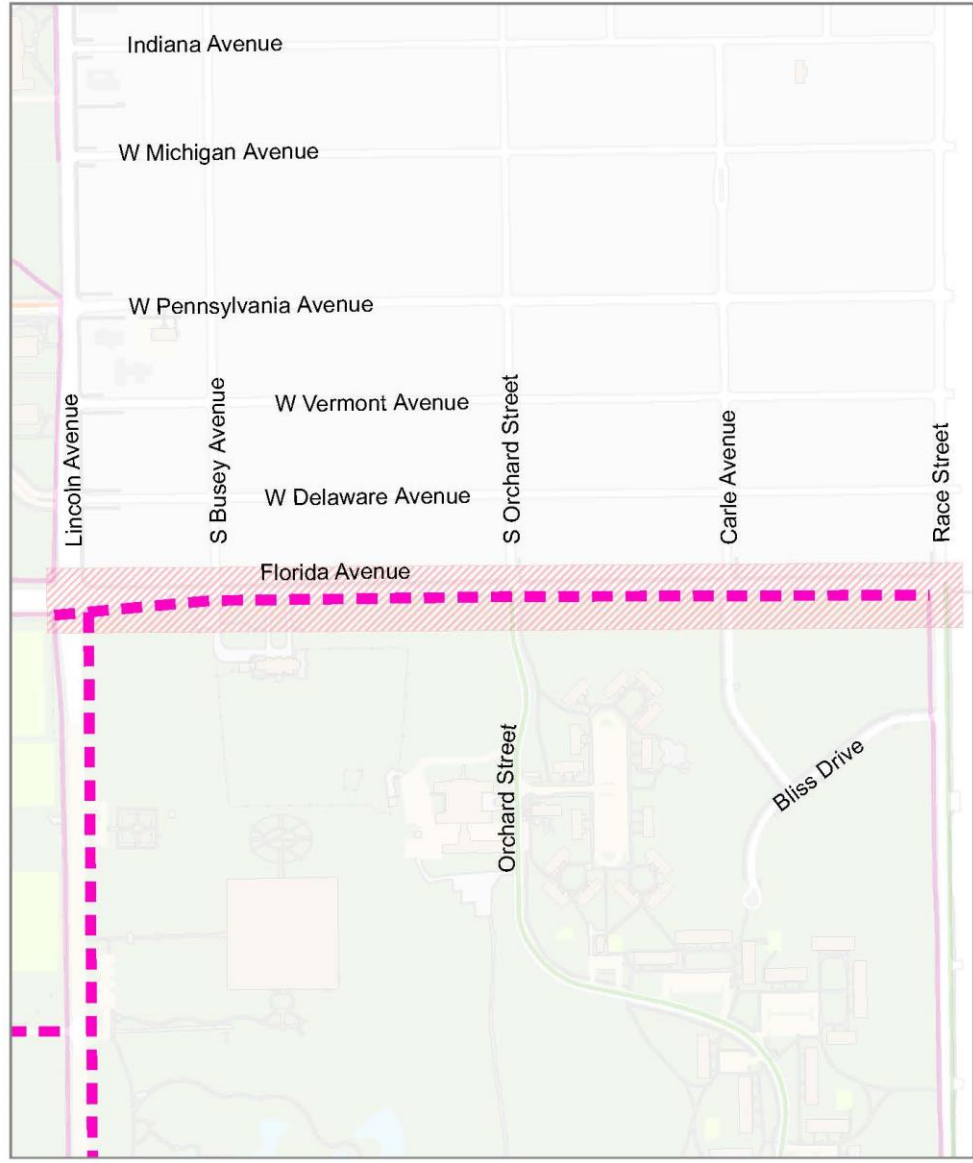 Indiana Avenue
W Michigan Avenue
W Pennsylvania Avenue
W Vermont Avenue
Lincoln Avenue
S Busey Avenue
S Orchard Street
Carle Avenue
Race Street
W Delaware Avenue
Florida Avenue
Orchard Street
Bliss Drive